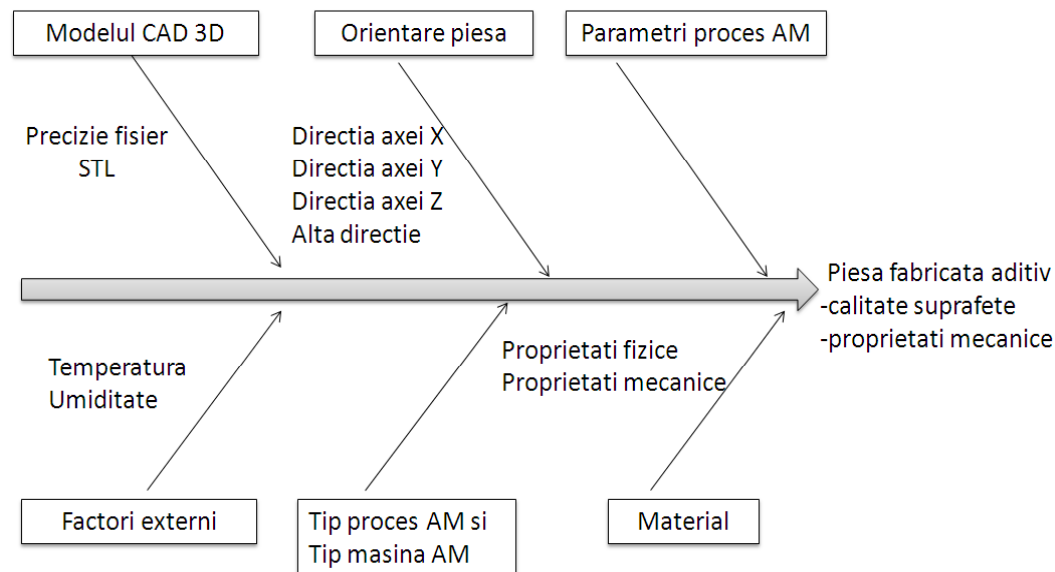 Modelul CAD 3D
Orientare piesa
Parametri proces AM
Precizie fisier
STL
Directia axei X
Directia axei Y
Directia axei Z
Alta directie
Piesa fabricata aditiv
-calitate suprafete
-proprietati mecanice
Temperatura
Umiditate
Proprietati fizice
Proprietati mecanice
Factori externi
Tip proces AM si
Tip masina AM
Material